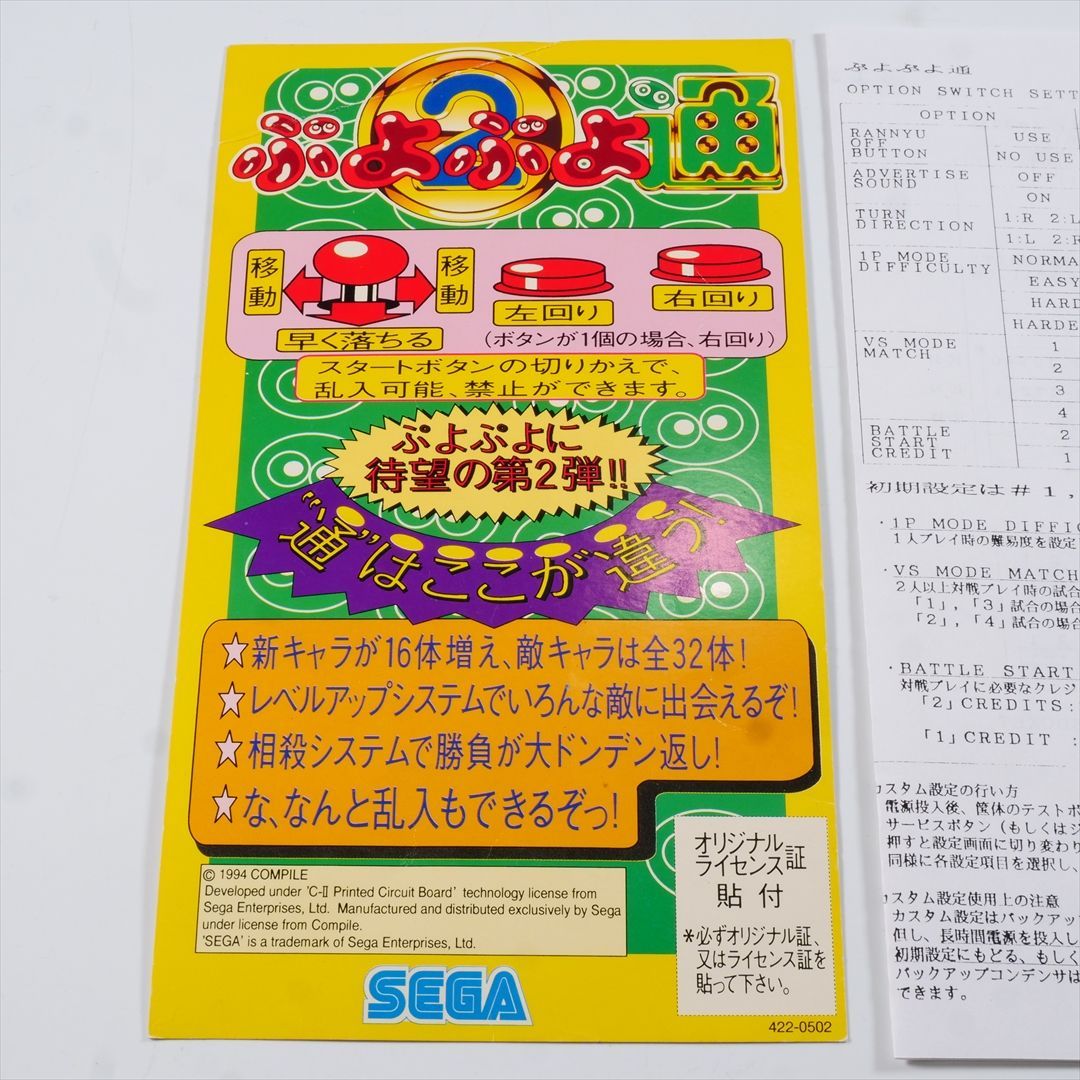 ぷよぷよ通
2
移動
移動
早く落ちる
左回り
右回り
(ボタンが1個の場合、右回り)
スタートボタンの切りかえで、
乱入可能、禁止ができます。
ぷよぷよに
待望の第2弾!!
“通”はここが違う!
★新キャラが16体増え、敵キャラは全32体!
★レベルアップシステムでいろんな敵に出会えるぞ!
★相殺システムで勝負が大ドンデン返し!
★な、なんと乱入もできるぞっ!
© 1994 COMPILE
Developed under 'C-II Printed Circuit Board' technology license from
Sega Enterprises, Ltd. Manufactured and distributed exclusively by Sega
under license from Compile.
'SEGA' is a trademark of Sega Enterprises, Ltd.
オリジナル
ライセンス証
貼付
*必ずオリジナル証、
又はライセンス証を
貼って下さい。
SEGA
422-0502
ぷよぷよ通
OPTION SWITCH SETT
OPTION
RANNYU
OFF
BUTTON
USE
NO USE
ADVERTISE
SOUND
OFF
ON
TURN
DIRECTION
1:R 2:L
1:L 2:R
1P MODE
DIFFICULTY
NORMA
EASY
HARD
HARDE
VS MODE
MATCH
1
2
3
4
BATTLE
START
CREDIT
2
1
初期設定は#1,
・1P MODE DIFFIC
1人プレイ時の難易度を設定
・VS MODE MATCH
2人以上対戦プレイ時の試合
「1」,「3」試合の場合
「2」,「4」試合の場合
・BATTLE START
対戦プレイに必要なクレジ
「2」CREDITS:
「1」CREDIT :
カスタム設定の行い方
電源投入後、筐体のテストボ
サービスボタン(もしくはジ
押すと設定画面に切り変わり
同様に各設定項目を選択し、
カスタム設定使用上の注意
カスタム設定はバックアッ
但し、長時間電源を投入し
初期設定にもどる、もしく
バックアップコンデンサは
できます。